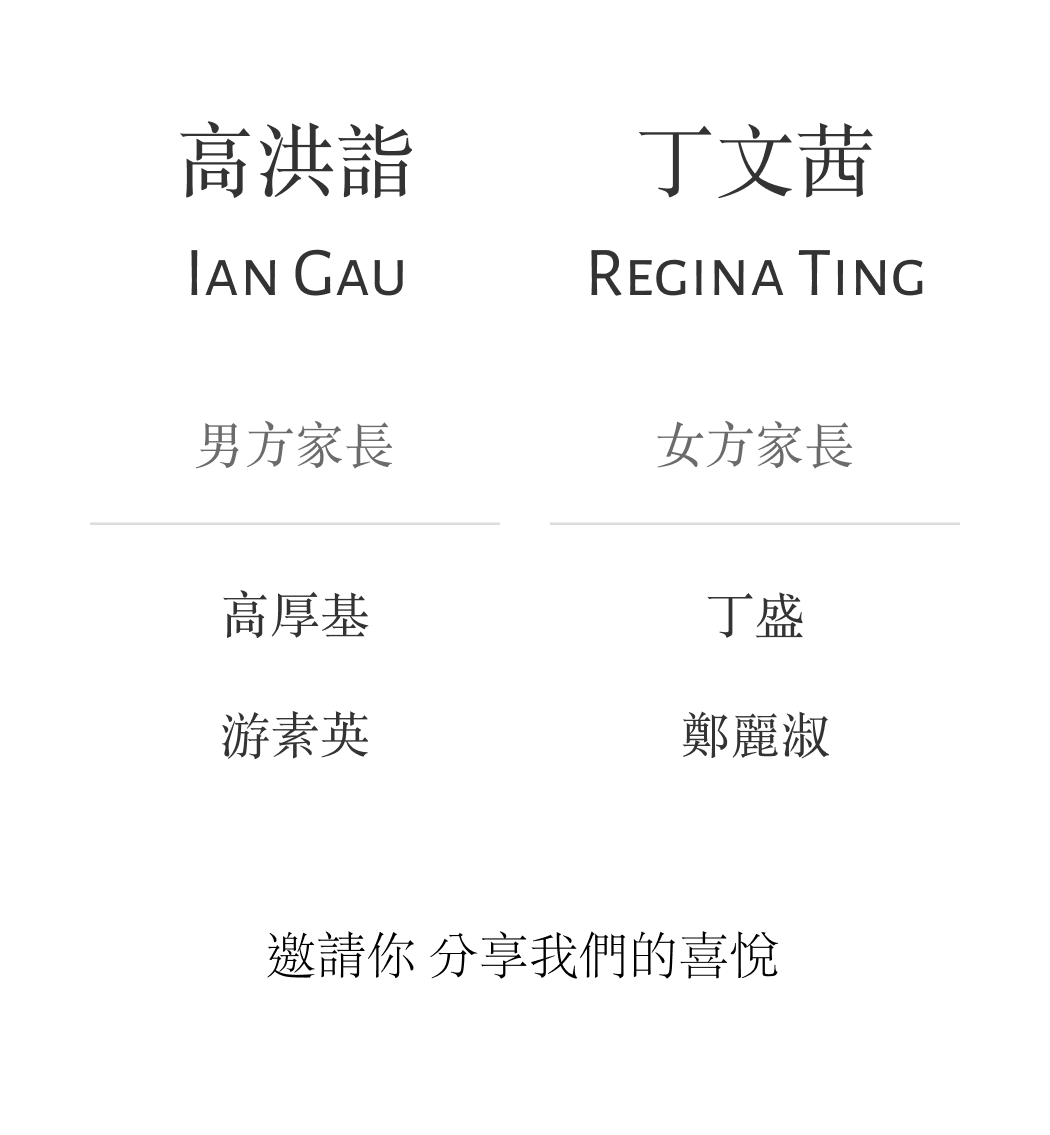 高洪詣
Ian Gau
男方家長
高厚基
游素英
丁文茜
Regina Ting
女方家長
丁盛
鄭麗淑
邀請你 分享我們的喜悅